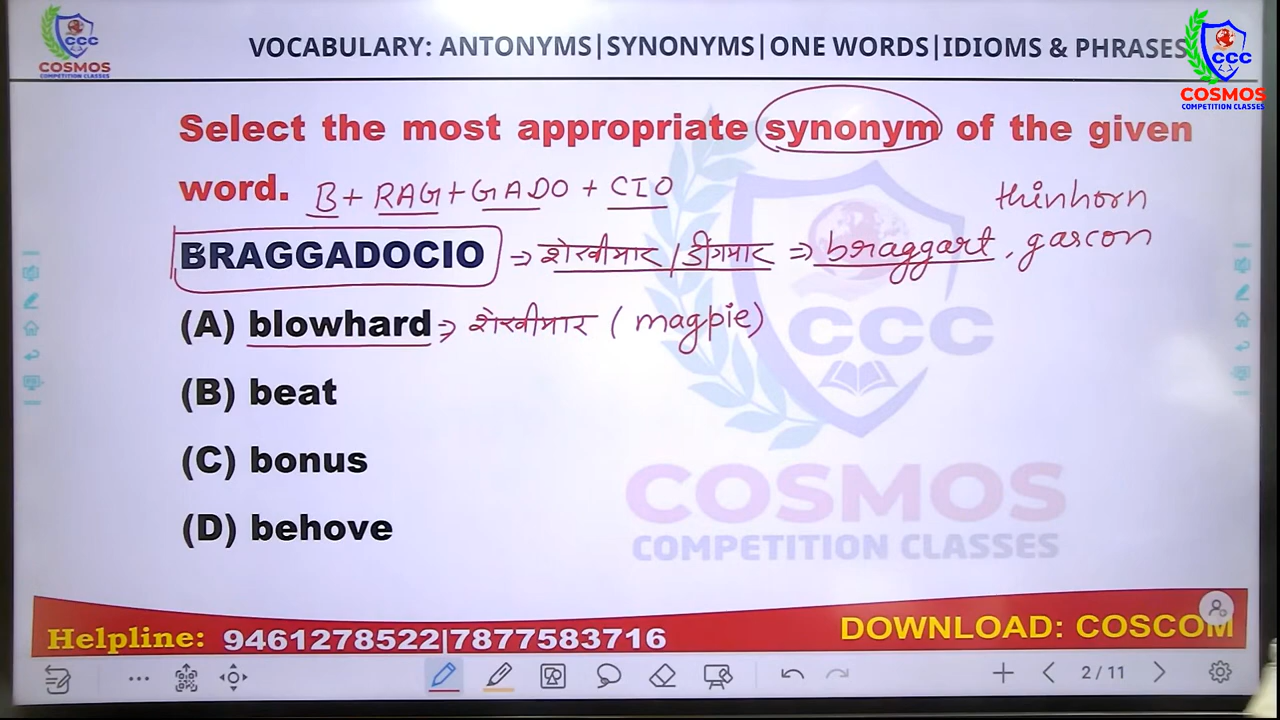 CCC
COSMOS
COMPETITION CLASSES
VOCABULARY: ANTONYMS|SYNONYMS|ONE WORDS|IDIOMS & PHRASES
CCC
COSMOS
COMPETITION CLASSES
Select the most appropriate synonym of the given
word. B + RAG + GADO + CIO
thinhorn
BRAGGADOCIO → शेखीमार / डींगमार ⇒ braggart, gascon
(A) blowhard ⇒ शेखीमार ( magpie)
(B) beat
(C) bonus
(D) behove
CCC
COSMOS
COMPETITION CLASSES
Helpline: 9461278522|7877583716
DOWNLOAD: COSCOM
2 / 11